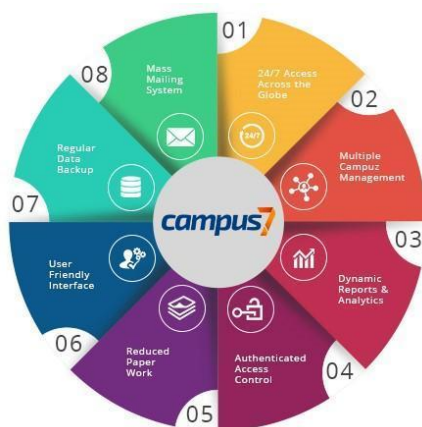 01
24/7 Access
Across the
Globe
24/7
02
Multiple
Campuz
Management
03
Dynamic
Reports &
Analytics
04
Authenticated
Access
Control
05
Reduced
Paper
Work
06
User
Friendly
Interface
07
Regular
Data
Backup
08
Mass
Mailing
System
campus7